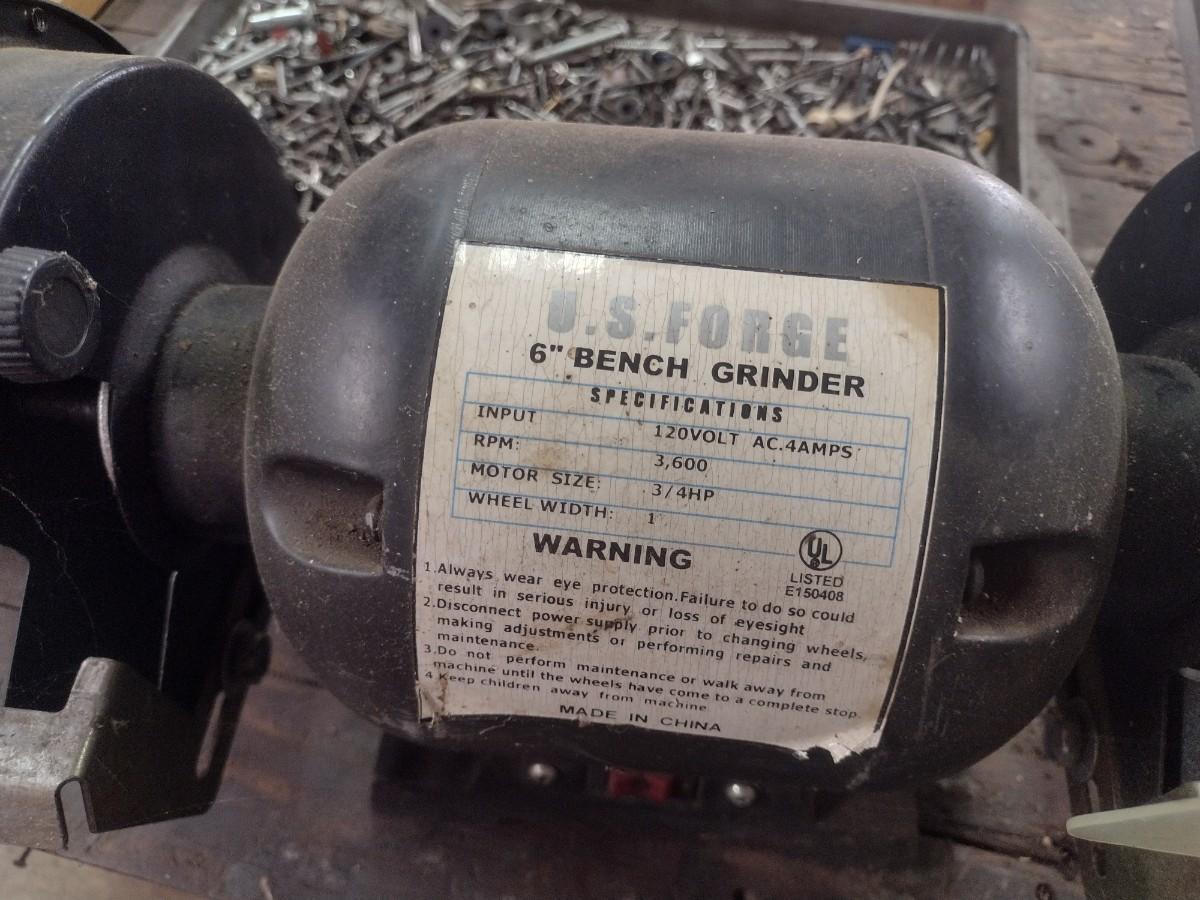 U.S.FORGE
6" BENCH GRINDER
SPECIFICATIONS
INPUT 120VOLT AC.4AMPS
RPM: 3,600
MOTOR SIZE: 3/4HP
WHEEL WIDTH: 1
WARNING
UL
LISTED
E150408
1.Always wear eye protection.Failure to do so could
result in serious injury or loss of eyesight
2.Disconnect power supply prior to changing wheels,
making adjustments or performing repairs and
maintenance.
3.Do not perform maintenance or walk away from
machine until the wheels have come to a complete stop
4 Keep children away from machine
MADE IN CHINA